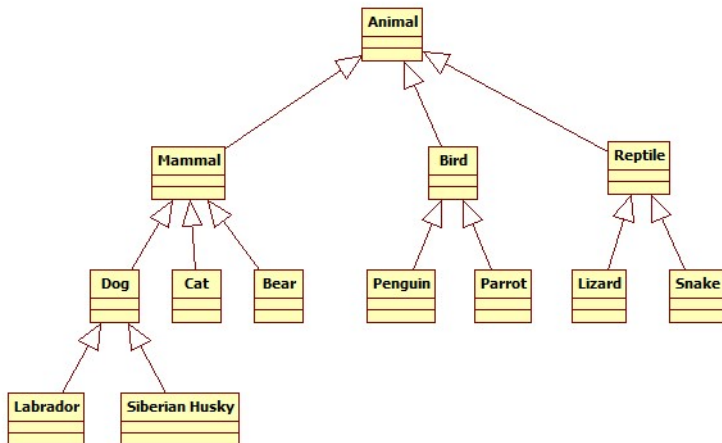 Animal
Mammal
Bird
Reptile
Dog
Cat
Bear
Penguin
Parrot
Lizard
Snake
Labrador
Siberian Husky